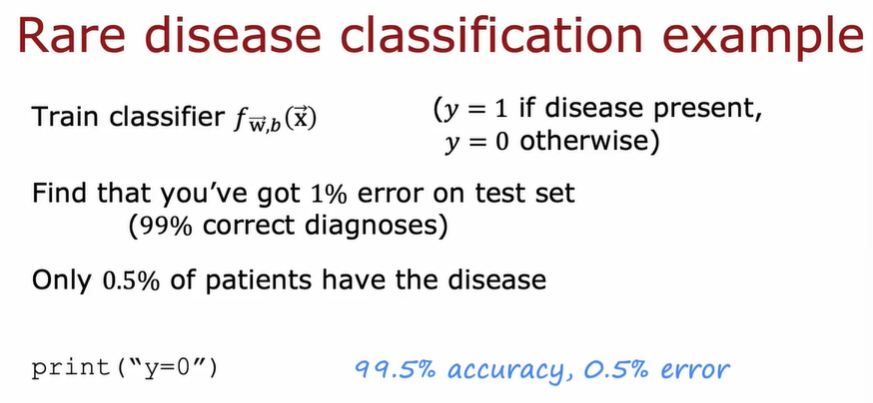 Rare disease classification example
Train classifier f_{w⃗,b}(x⃗) (y = 1 if disease present,
y = 0 otherwise)
Find that you’ve got 1% error on test set
(99% correct diagnoses)
Only 0.5% of patients have the disease
print(“y=0”) 99.5% accuracy, 0.5% error